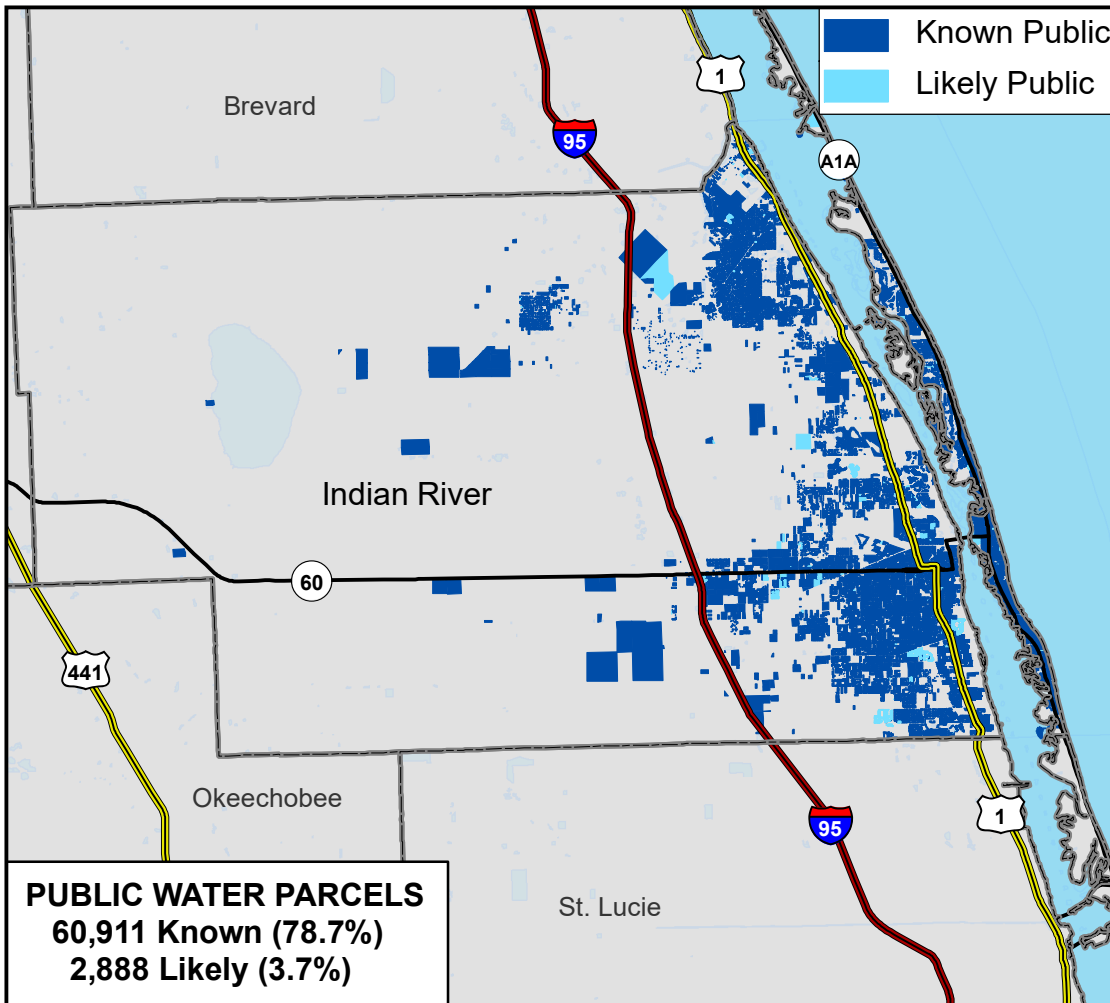 Known Public
Likely Public
1
Brevard
95
A1A
Indian River
60
441
Okeechobee
1
95
St. Lucie
PUBLIC WATER PARCELS
60,911 Known (78.7%)
2,888 Likely (3.7%)